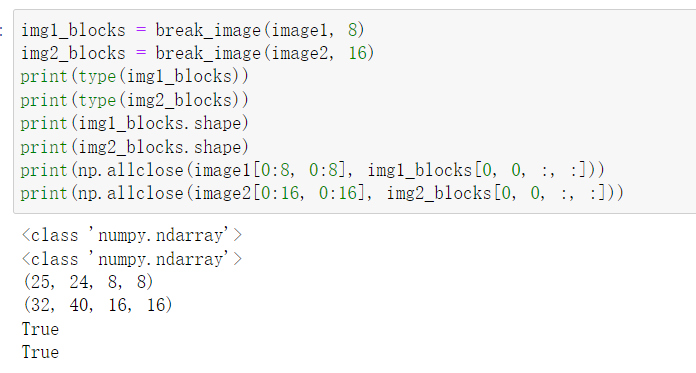 :
img1_blocks = break_image(image1, 8)
img2_blocks = break_image(image2, 16)
print(type(img1_blocks))
print(type(img2_blocks))
print(img1_blocks.shape)
print(img2_blocks.shape)
print(np.allclose(image1[0:8, 0:8], img1_blocks[0, 0, :, :]))
print(np.allclose(image2[0:16, 0:16], img2_blocks[0, 0, :, :]))
<class 'numpy.ndarray'>
<class 'numpy.ndarray'>
(25, 24, 8, 8)
(32, 40, 16, 16)
True
True